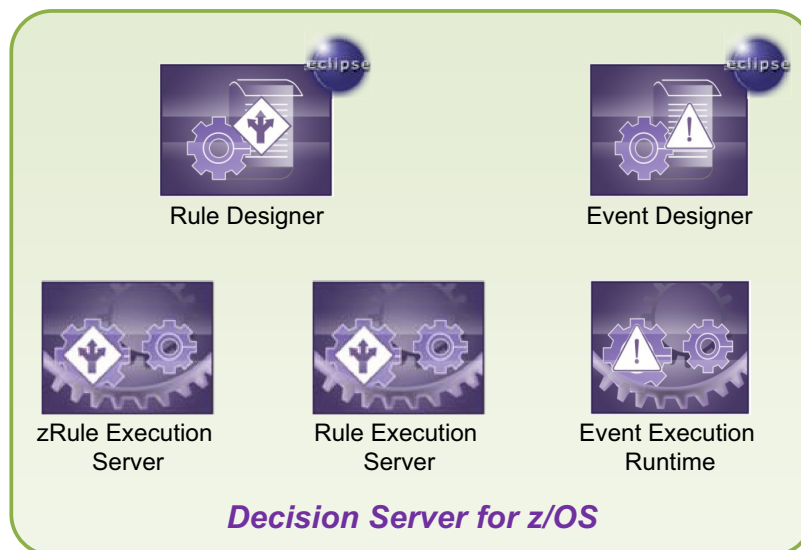 eclipse
eclipse
Rule Designer
Event Designer
zRule Execution
Server
Rule Execution
Server
Event Execution
Runtime
Decision Server for z/OS